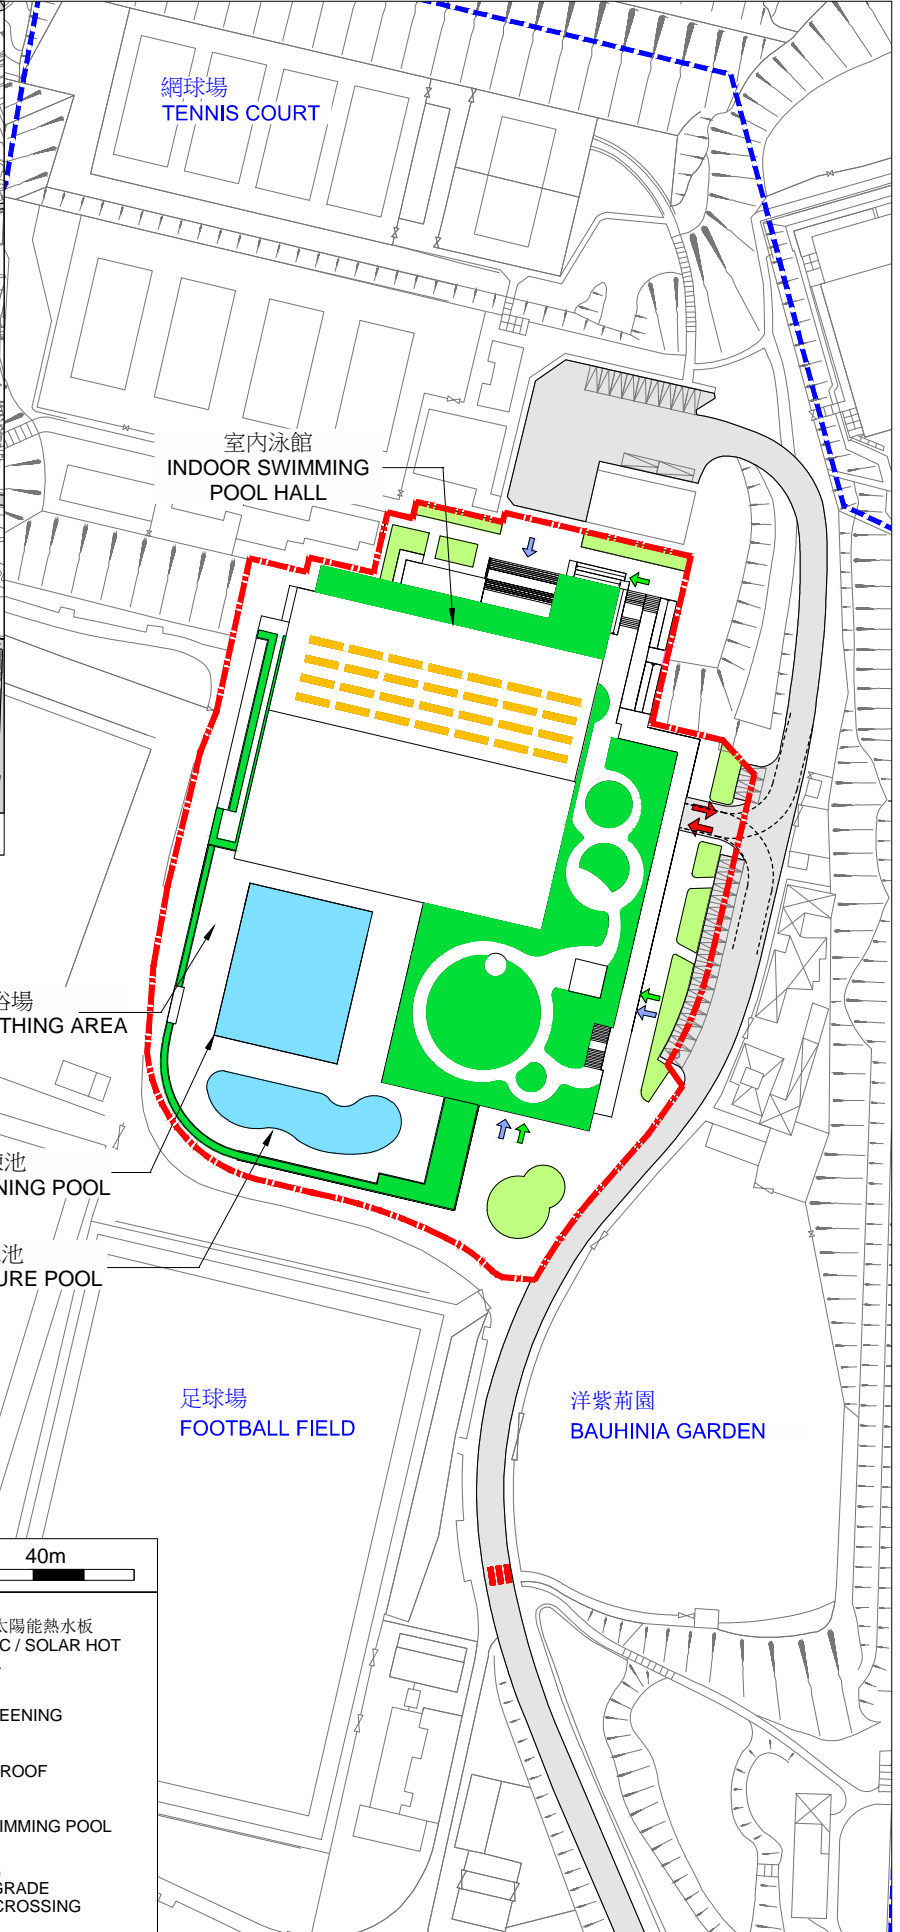 網球場
TENNIS COURT
室內泳館
INDOOR SWIMMING
POOL HALL
浴場
THING AREA
池
NING POOL
池
URE POOL
足球場
FOOTBALL FIELD
洋紫荊園
BAUHINIA GARDEN
40m
太陽能熱水板
C / SOLAR HOT
EENING
ROOF
IMMING POOL
GRADE
CROSSING